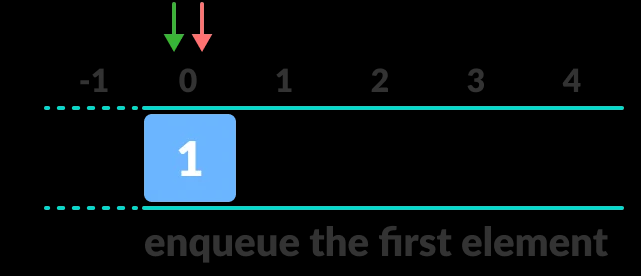 -1 0 1 2 3 4
1
enqueue the first element